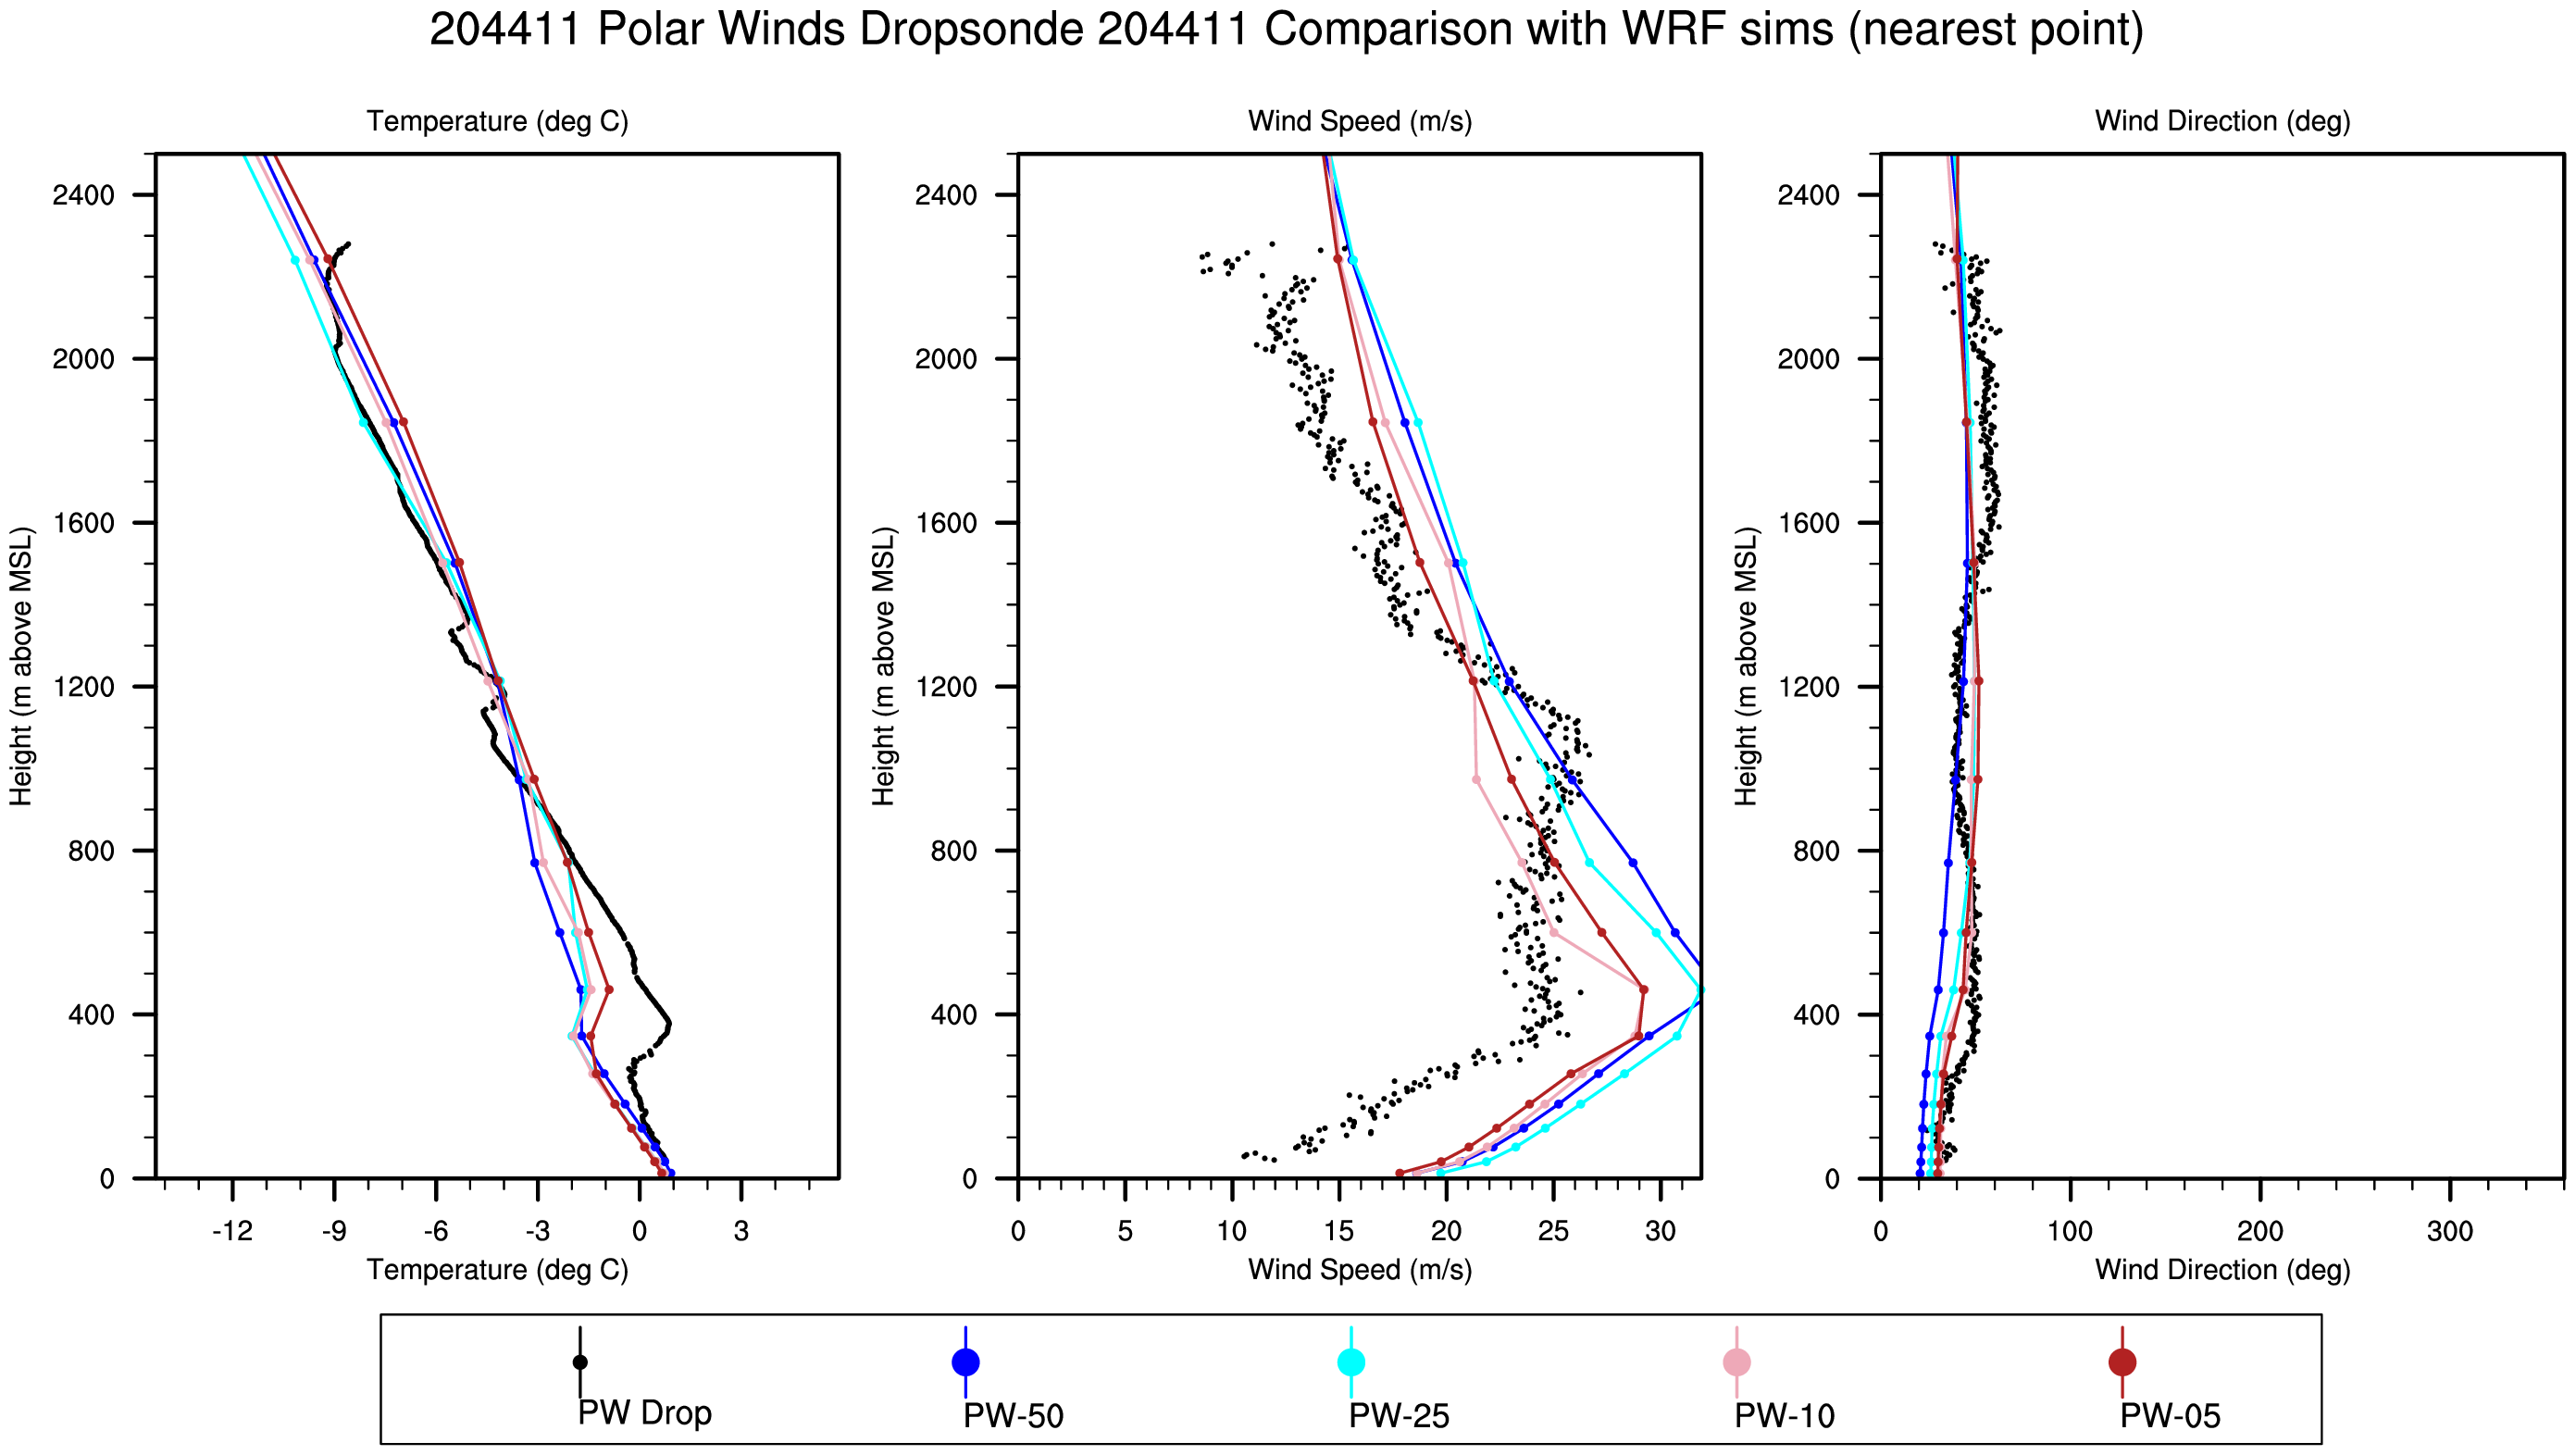 204411 Polar Winds Dropsonde 204411 Comparison with WRF sims (nearest point)
Temperature (deg C)
Wind Speed (m/s)
Wind Direction (deg)
Height (m above MSL)
2400
2000
1600
1200
800
400
0
-12 -9 -6 -3 0 3
Temperature (deg C)
Height (m above MSL)
2400
2000
1600
1200
800
400
0
0 5 10 15 20 25 30
Wind Speed (m/s)
Height (m above MSL)
2400
2000
1600
1200
800
400
0
0 100 200 300
Wind Direction (deg)
PW Drop
PW-50
PW-25
PW-10
PW-05